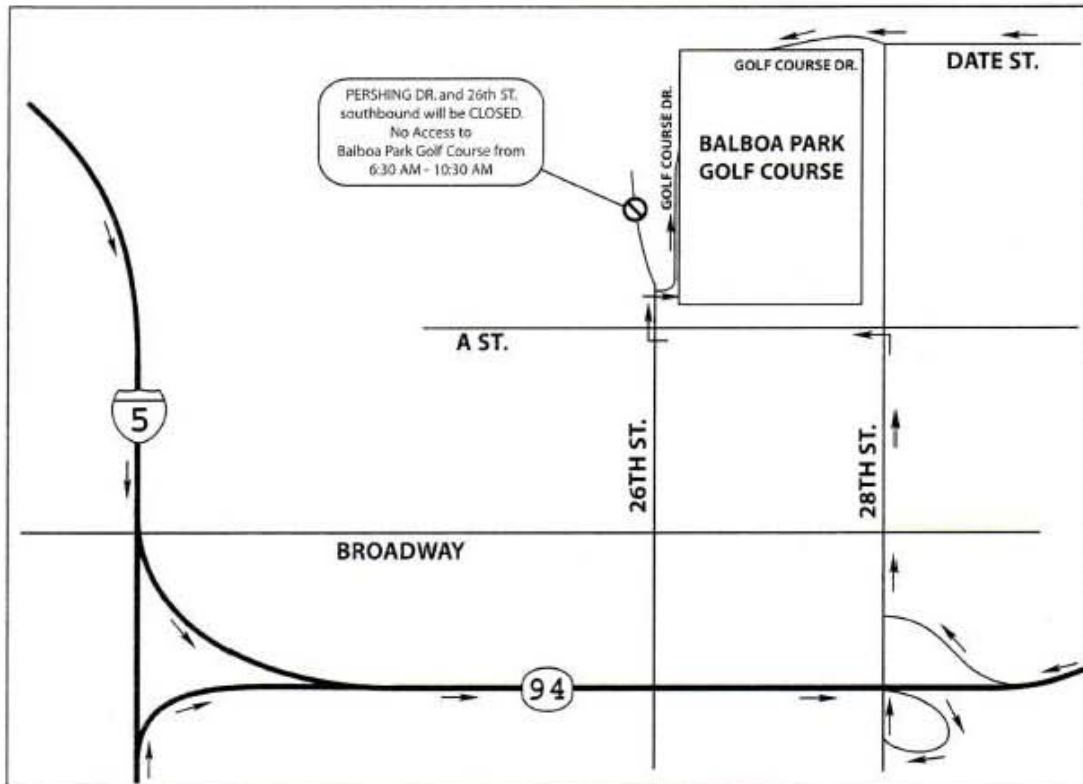 GOLF COURSE DR.
DATE ST.
PERSHING DR. and 26th ST.
southbound will be CLOSED.
No Access to
Balboa Park Golf Course from
6:30 AM - 10:30 AM
GOLF COURSE DR.
BALBOA PARK
GOLF COURSE
A ST.
5
26TH ST.
28TH ST.
BROADWAY
94